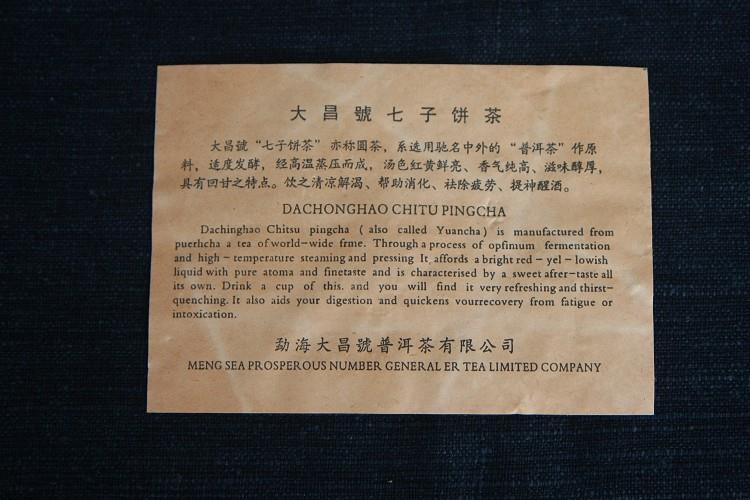 大昌號七子饼茶
大昌號“七子饼茶”亦称圆茶，系选用驰名中外的“普洱茶”作原
料，适度发酵，经高温蒸压而成，汤色红黄鲜亮、香气纯高、滋味醇厚，
具有回甘之特点。饮之清凉解渴、帮助消化、祛除疲劳、提神醒酒。
DACHONGHAO CHITU PINGCHA
Dachinghao Chitsu pingcha ( also called Yuancha) is manufactured from
puerhcha a tea of world-wide frme. Through a process of opfinum fermentation
and high - temperature steaming and pressing It affords a bright red - yel - lowish
liquid with pure atoma and finetaste and is characterised by a sweet afrer-taste all
its own. Drink a cup of this. and you will find it very refreshing and thirst-
quenching. It also aids your digestion and quickens vourrecovery from fatigue or
intoxication.
勐海大昌號普洱茶有限公司
MENG SEA PROSPEROUS NUMBER GENERAL ER TEA LIMITED COMPANY